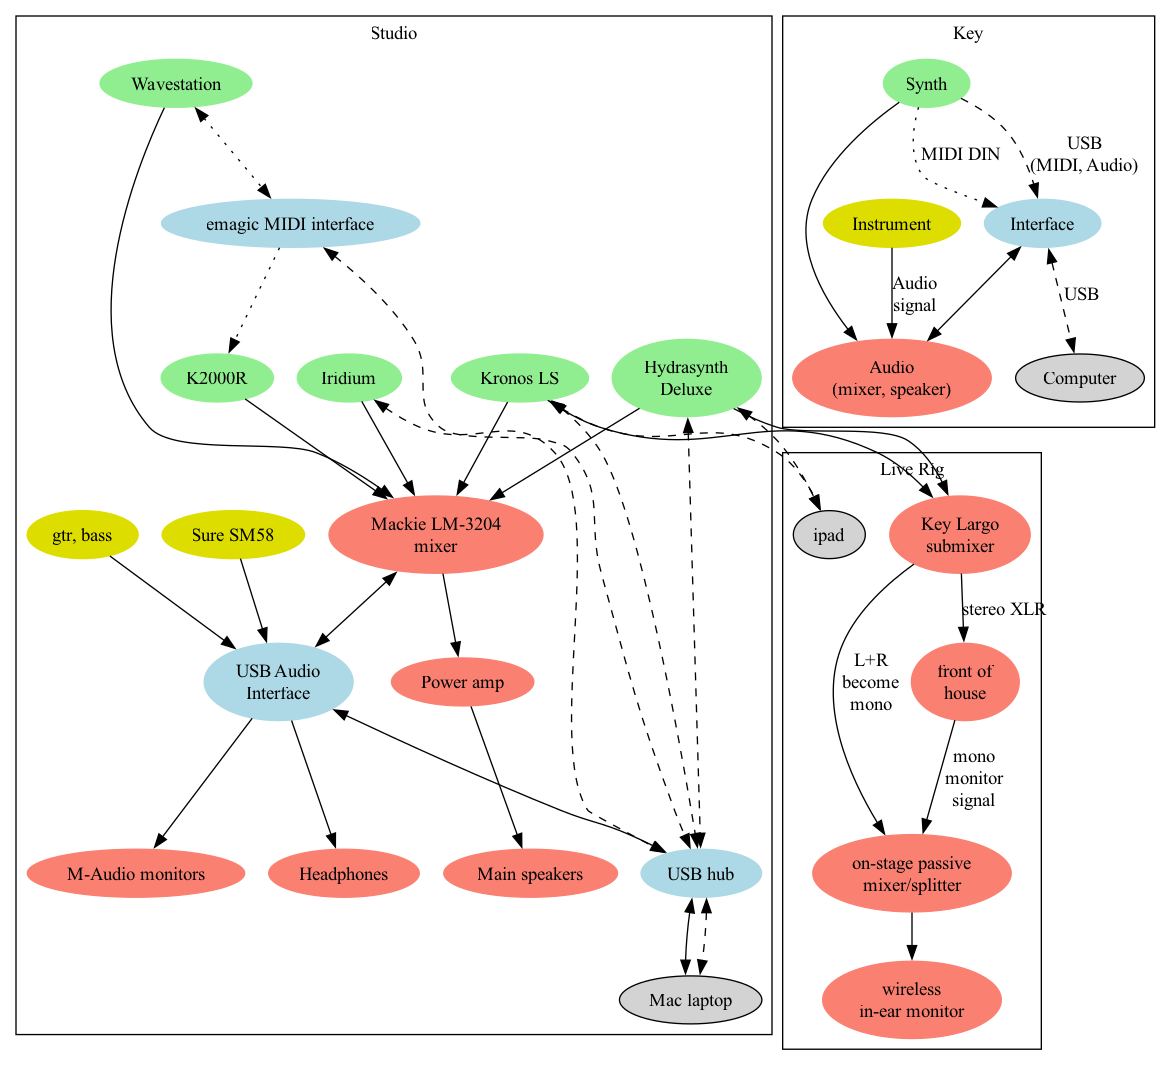 Studio
Wavestation
emagic MIDI interface
K2000R
Iridium
Kronos LS
Hydrasynth
Deluxe
gtr, bass
Sure SM58
Mackie LM-3204
mixer
USB Audio
Interface
Power amp
M-Audio monitors
Headphones
Main speakers
USB hub
Mac laptop
Key
Synth
MIDI DIN
USB
(MIDI, Audio)
Instrument
Interface
Audio
signal
USB
Audio
(mixer, speaker)
Computer
Live Rig
ipad
Key Largo
submixer
stereo XLR
L+R
become
mono
front of
house
mono
monitor
signal
on-stage passive
mixer/splitter
wireless
in-ear monitor